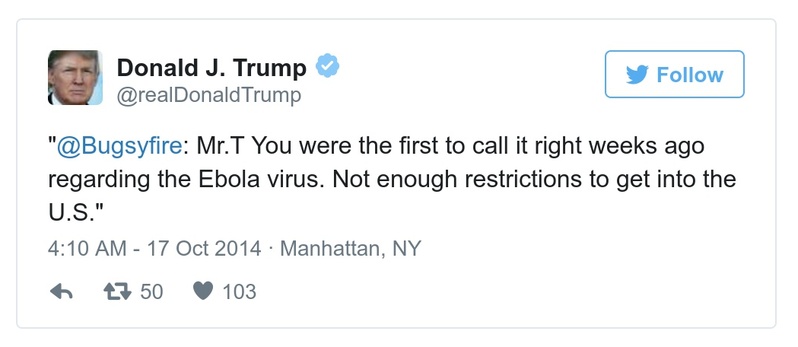 Donald J. Trump
Follow
@realDonaldTrump
"@Bugsyfire: Mr.T You were the first to call it right weeks ago
regarding the Ebola virus. Not enough restrictions to get into the
U.S."
4:10 AM - 17 Oct 2014 · Manhattan, NY
50 103